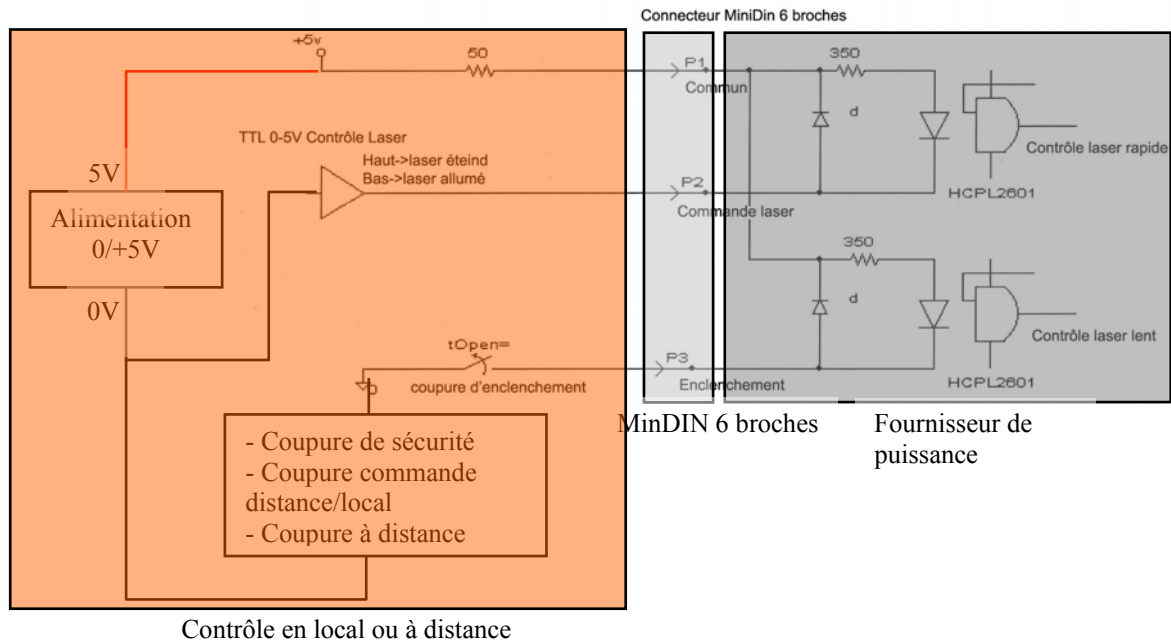 Connecteur MiniDin 6 broches
+5v
50
P1
Commun
350
d
TTL 0-5V Contrôle Laser
Haut->laser éteind
Bas->laser allumé
Contrôle laser rapide
5V
P2
Commande laser
HCPL2601
Alimentation
0/+5V
350
0V
d
Contrôle laser lent
tOpen=
P3
coupure d'enclenchement
Enclenchement
HCPL2601
0
MinDIN 6 broches
Fournisseur de
puissance
- Coupure de sécurité
- Coupure commande
distance/local
- Coupure à distance
Contrôle en local ou à distance